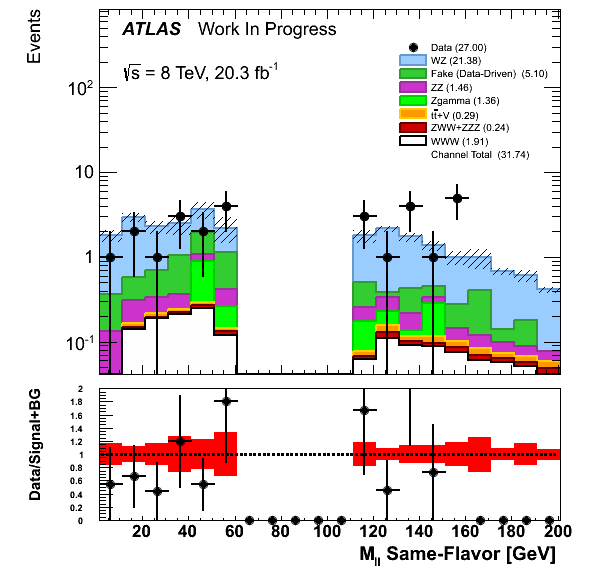 ATLAS Work In Progress
√s = 8 TeV, 20.3 fb-1
Data (27.00)
WZ (21.38)
Fake (Data-Driven) (5.10)
ZZ (1.46)
Zgamma (1.36)
tt̄+V (0.29)
ZWW+ZZZ (0.24)
WWW (1.91)
Channel Total (31.74)
Events
10²
10
1
10⁻¹
Data/Signal+BG
2
1.8
1.6
1.4
1.2
1
0.8
0.6
0.4
0.2
0
20 40 60 80 100 120 140 160 180 200
M_ll Same-Flavor [GeV]